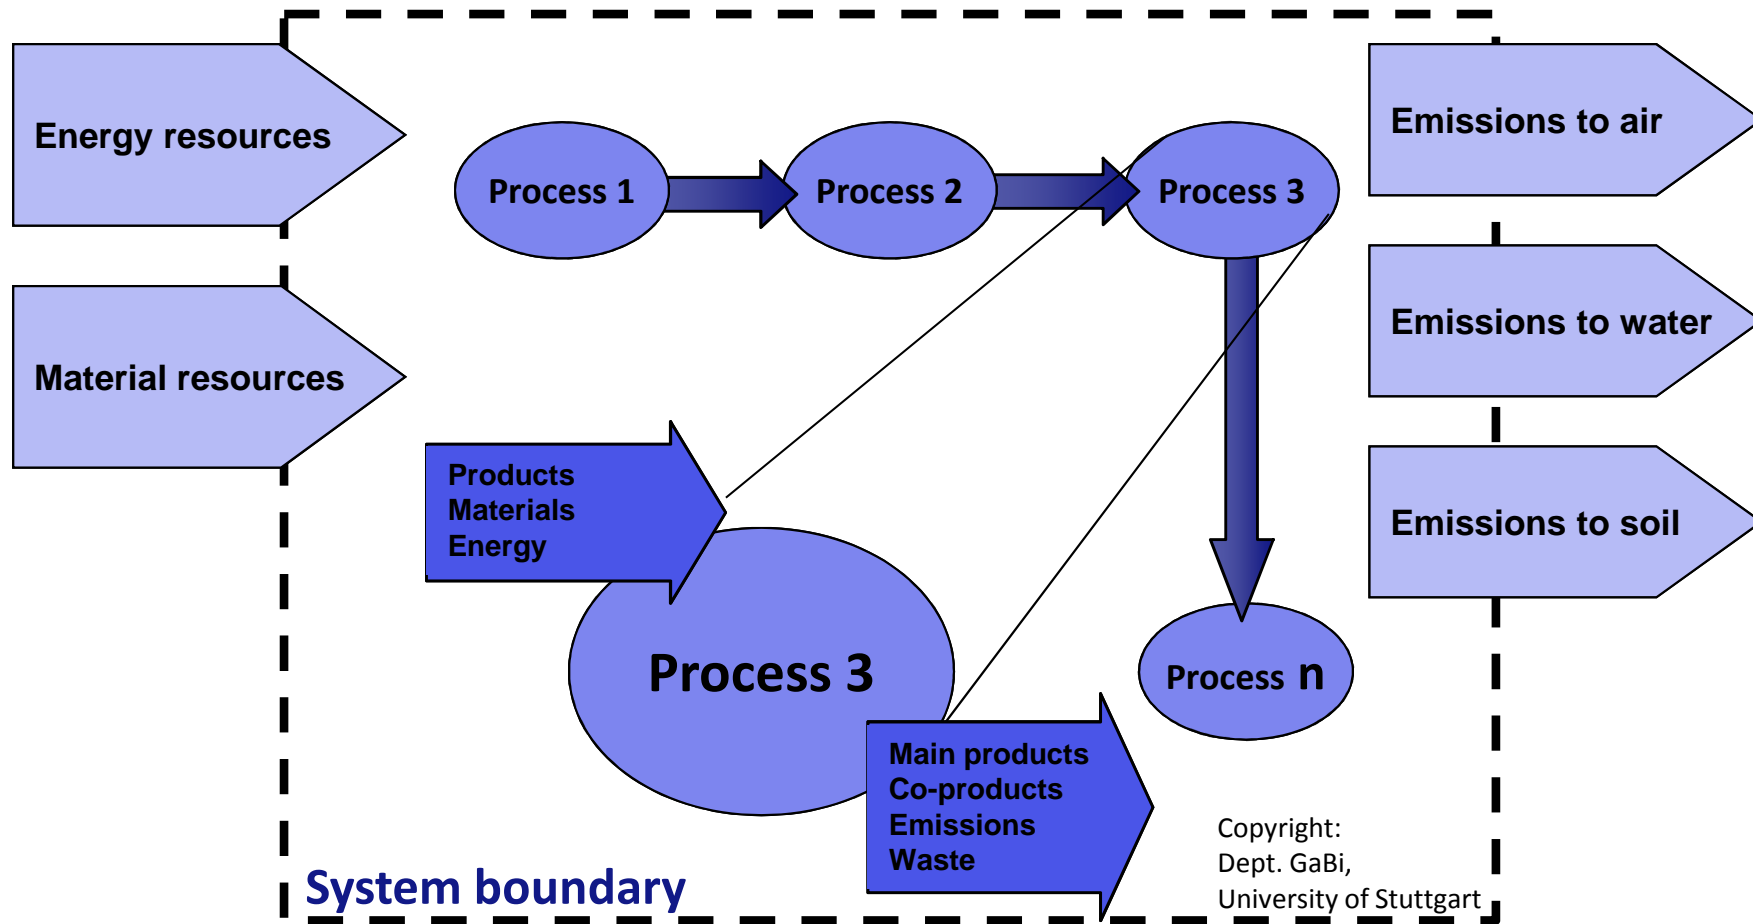 Energy resources
Material resources
Process 1
Process 2
Process 3
Emissions to air
Emissions to water
Emissions to soil
Products
Materials
Energy
Process 3
Process n
Main products
Co-products
Emissions
Waste
System boundary
Copyright:
Dept. GaBi,
University of Stuttgart